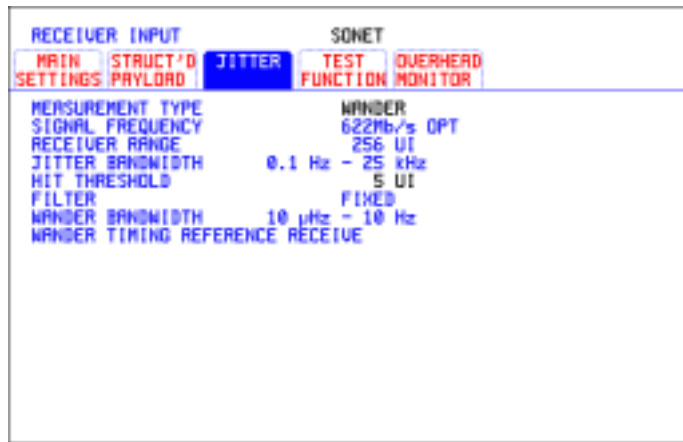 RECEIVER INPUT SONET
MAIN SETTINGS STRUCT'D PAYLOAD JITTER TEST FUNCTION OVERHEAD MONITOR
MEASUREMENT TYPE WANDER
SIGNAL FREQUENCY 622Mb/s OPT
RECEIVER RANGE 256 UI
JITTER BANDWIDTH 0.1 Hz - 25 kHz
HIT THRESHOLD 5 UI
FILTER FIXED
WANDER BANDWIDTH 10 µHz - 10 Hz
WANDER TIMING REFERENCE RECEIVE